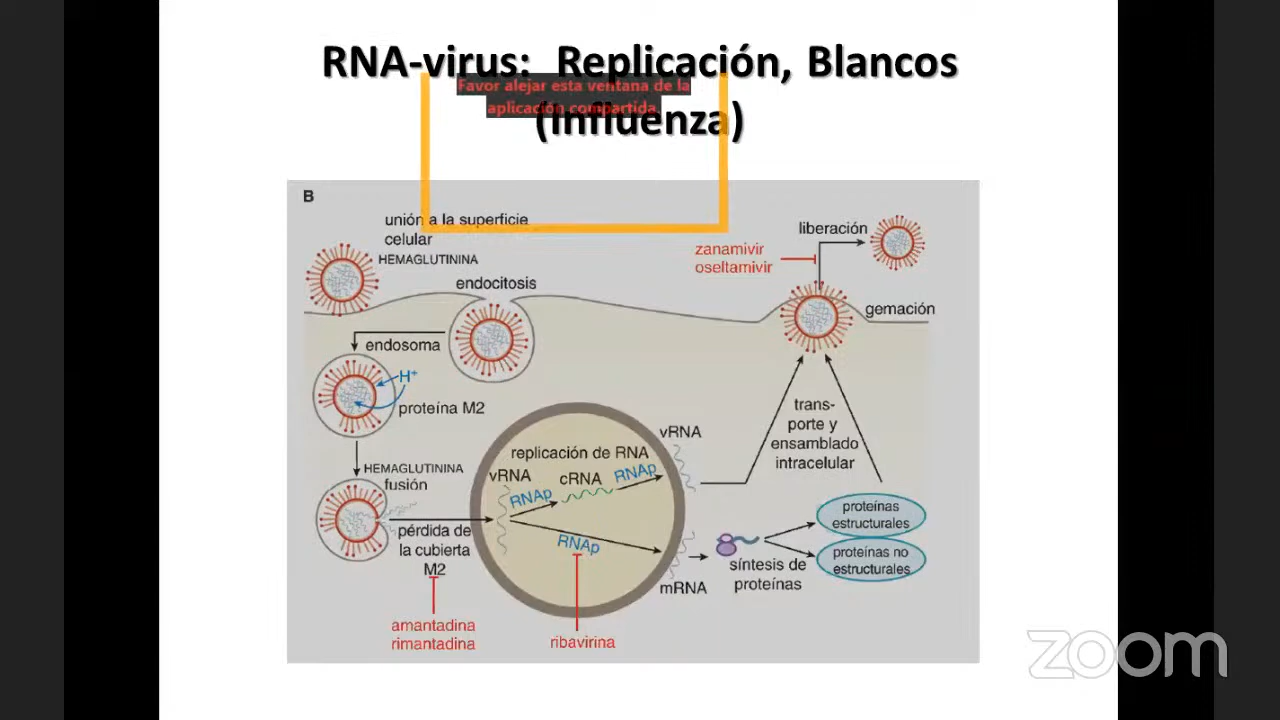 RNA-virus: Replicación, Blancos
(Influenza)
Favor alejar esta ventana de la
aplicación compartida.
B
unión a la superficie
celular
HEMAGLUTININA
endocitosis
endosoma
H⁺
proteína M2
HEMAGLUTININA
fusión
pérdida de
la cubierta
M2
amantadina
rimantadina
replicación de RNA
vRNA
RNAp
cRNA
RNAp
vRNA
RNAp
ribavirina
mRNA
síntesis de
proteínas
proteínas
estructurales
proteínas no
estructurales
trans-
porte y
ensamblado
intracelular
zanamivir
oseltamivir
liberación
gemación
zoom